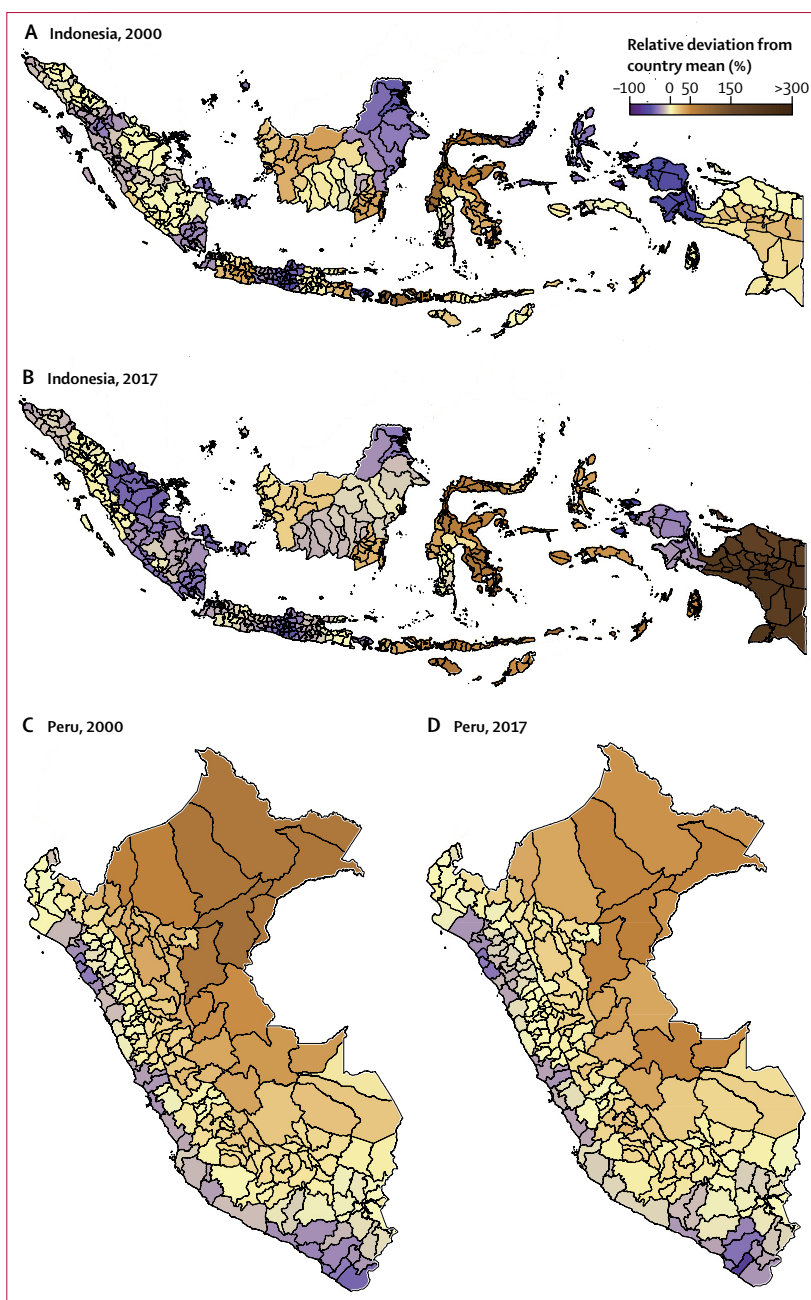 A Indonesia, 2000
Relative deviation from
country mean (%)
–100 0 50 150 >300
B Indonesia, 2017
C Peru, 2000
D Peru, 2017